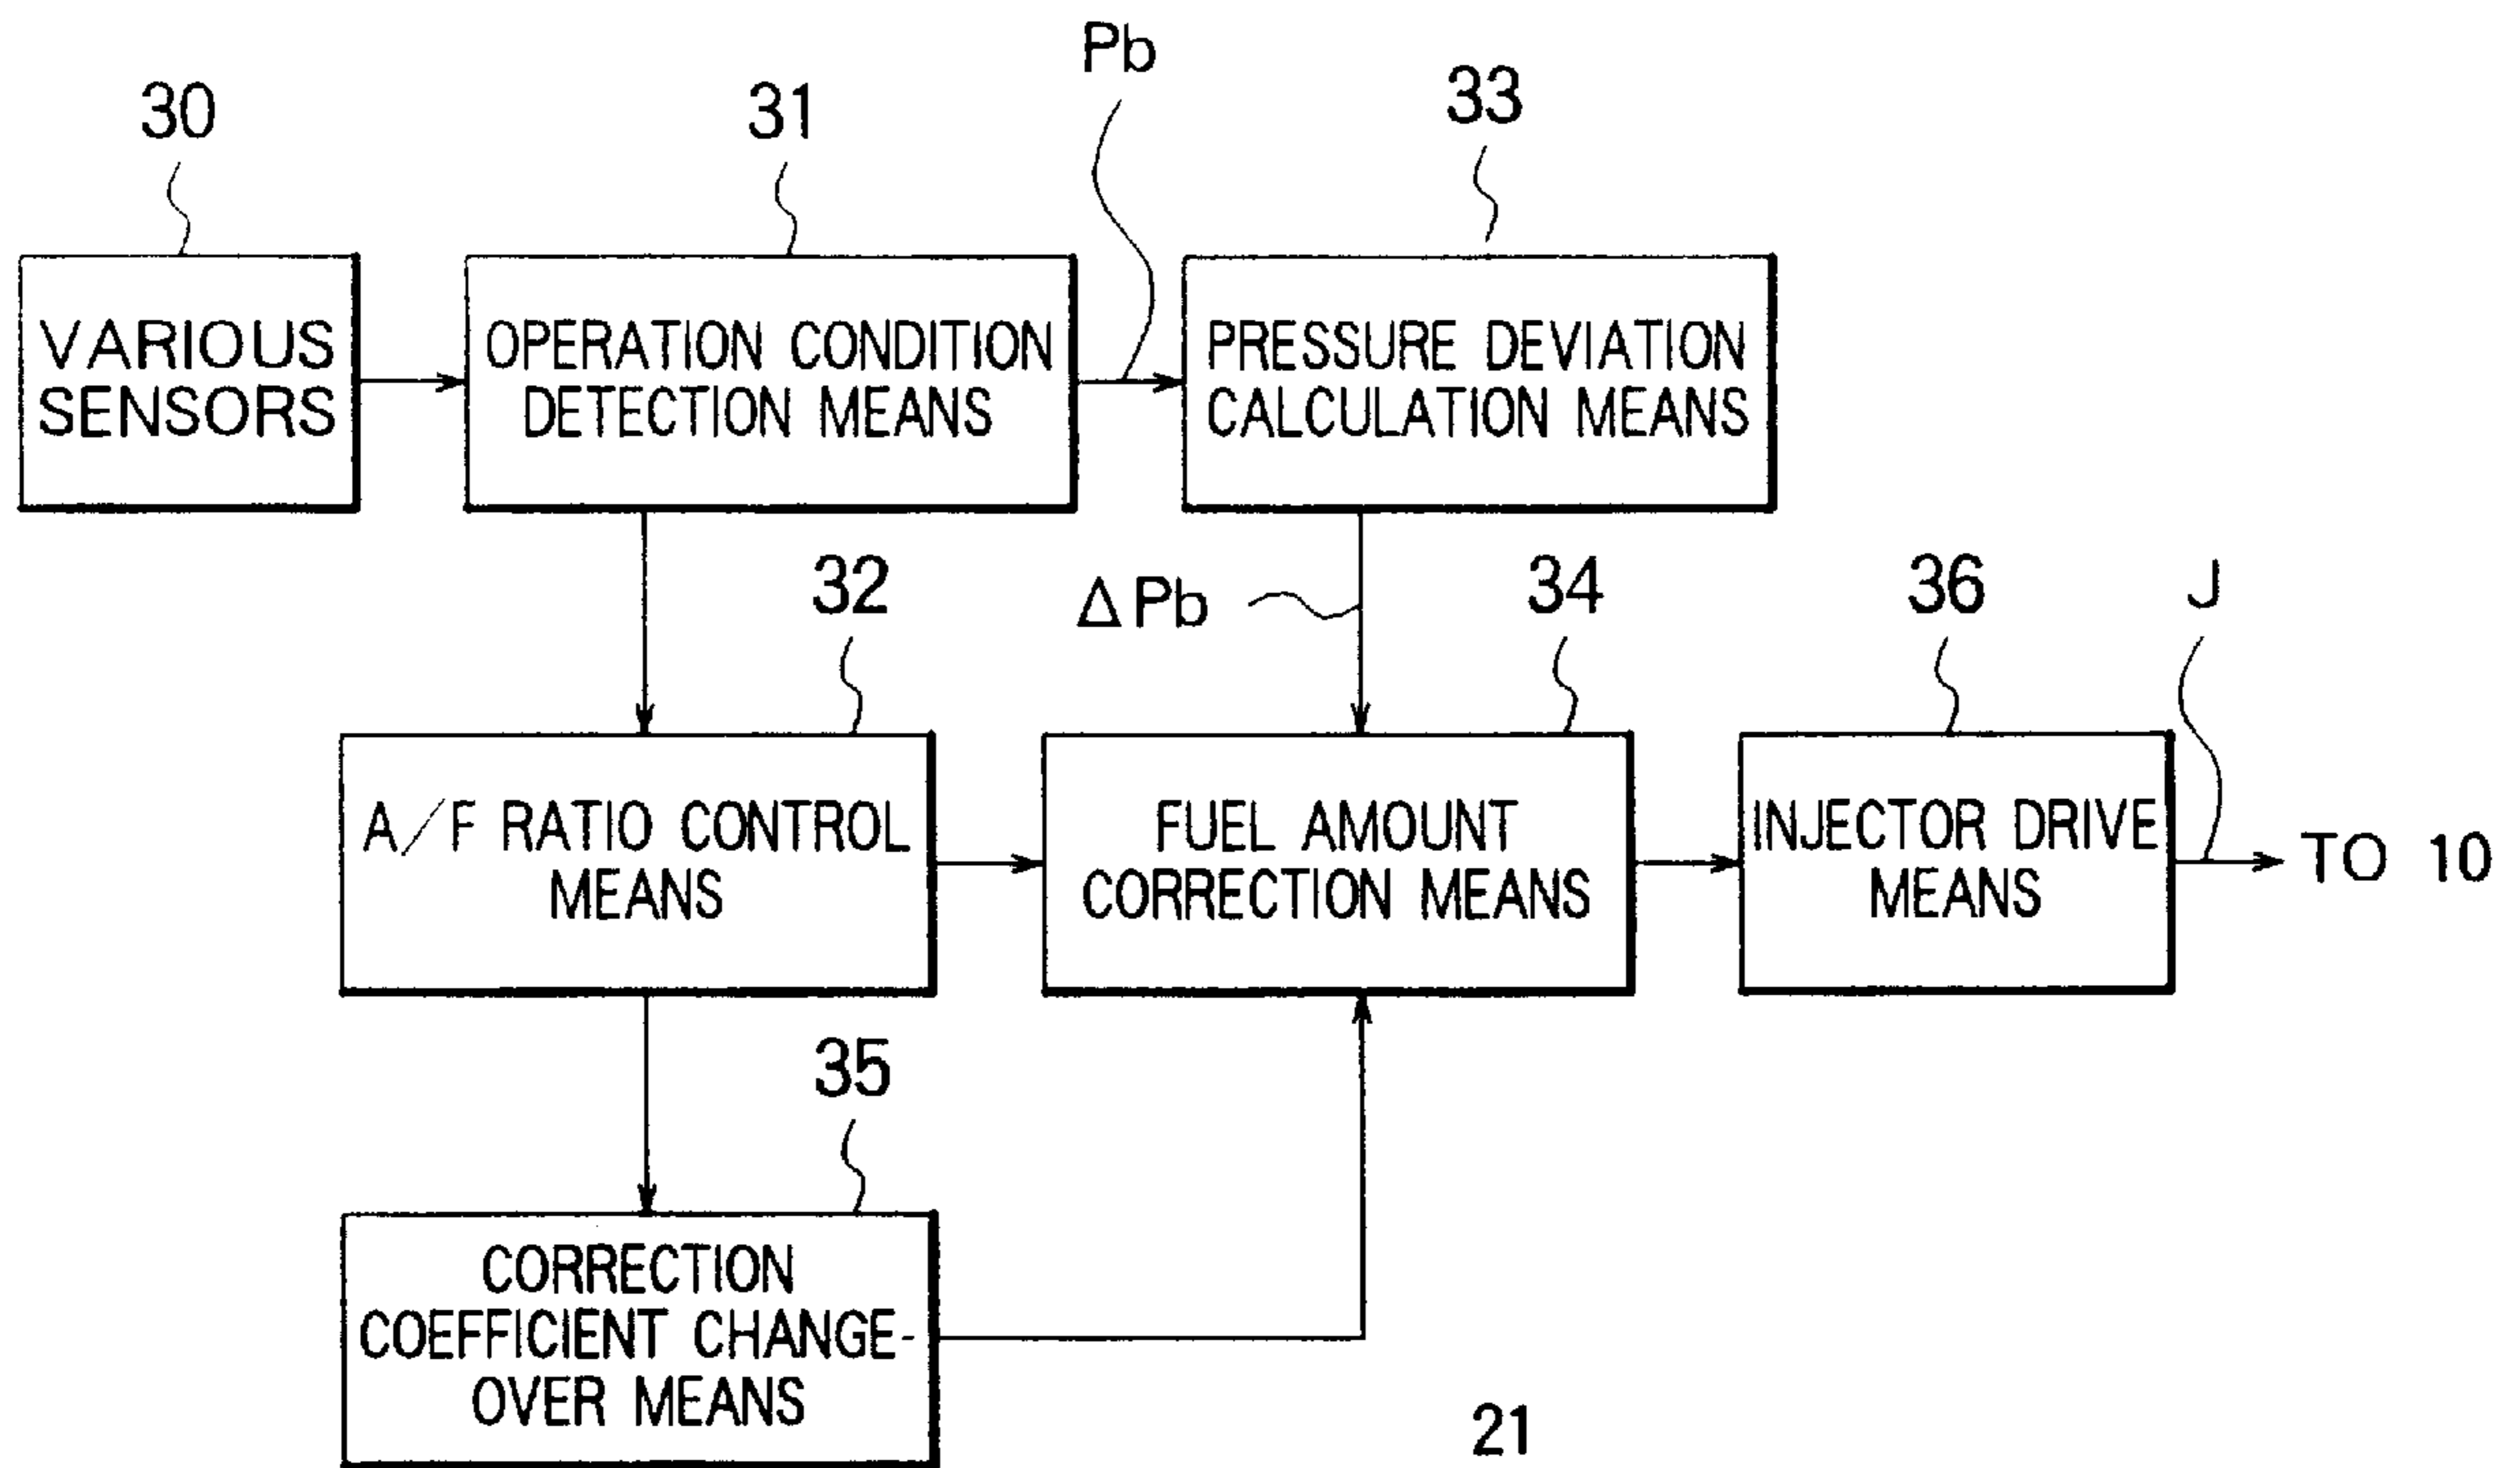 Pb
30
31
33
VARIOUS
SENSORS
OPERATION CONDITION
DETECTION MEANS
PRESSURE DEVIATION
CALCULATION MEANS
32
ΔPb
34
36
J
A/F RATIO CONTROL
MEANS
FUEL AMOUNT
CORRECTION MEANS
INJECTOR DRIVE
MEANS
TO 10
35
CORRECTION
COEFFICIENT CHANGE-
OVER MEANS
21